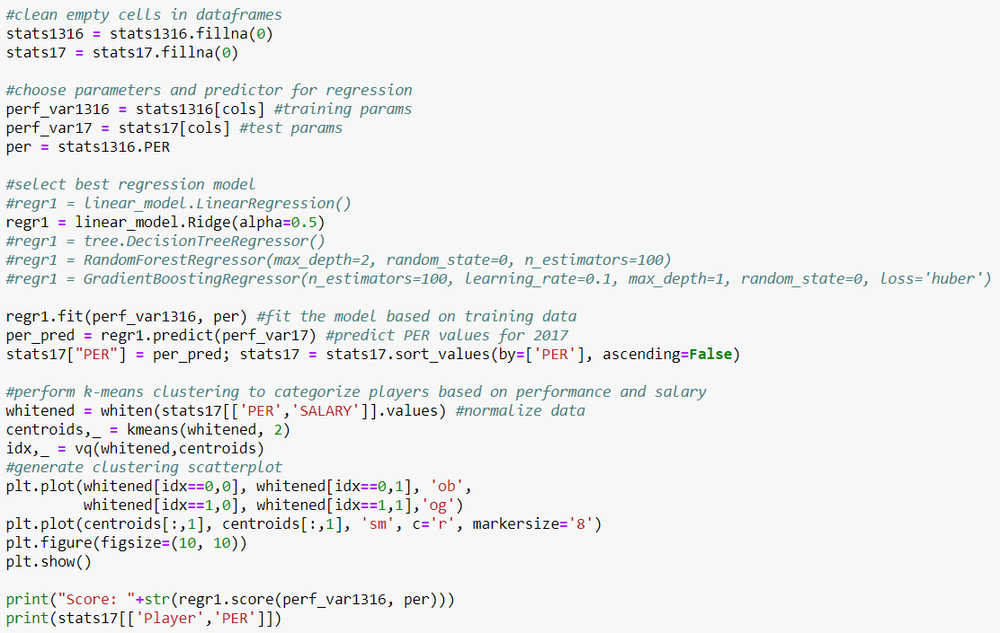 #clean empty cells in dataframes
stats1316 = stats1316.fillna(0)
stats17 = stats17.fillna(0)

#choose parameters and predictor for regression
perf_var1316 = stats1316[cols] #training params
perf_var17 = stats17[cols] #test params
per = stats1316.PER

#select best regression model
#regr1 = linear_model.LinearRegression()
regr1 = linear_model.Ridge(alpha=0.5)
#regr1 = tree.DecisionTreeRegressor()
#regr1 = RandomForestRegressor(max_depth=2, random_state=0, n_estimators=100)
#regr1 = GradientBoostingRegressor(n_estimators=100, learning_rate=0.1, max_depth=1, random_state=0, loss='huber')

regr1.fit(perf_var1316, per) #fit the model based on training data
per_pred = regr1.predict(perf_var17) #predict PER values for 2017
stats17["PER"] = per_pred; stats17 = stats17.sort_values(by=['PER'], ascending=False)

#perform k-means clustering to categorize players based on performance and salary
whitened = whiten(stats17[['PER','SALARY']].values) #normalize data
centroids,_ = kmeans(whitened, 2)
idx,_ = vq(whitened,centroids)
#generate clustering scatterplot
plt.plot(whitened[idx==0,0], whitened[idx==0,1], 'ob',
         whitened[idx==1,0], whitened[idx==1,1],'og')
plt.plot(centroids[:,1], centroids[:,1], 'sm', c='r', markersize='8')
plt.figure(figsize=(10, 10))
plt.show()

print("Score: "+str(regr1.score(perf_var1316, per)))
print(stats17[['Player','PER']])